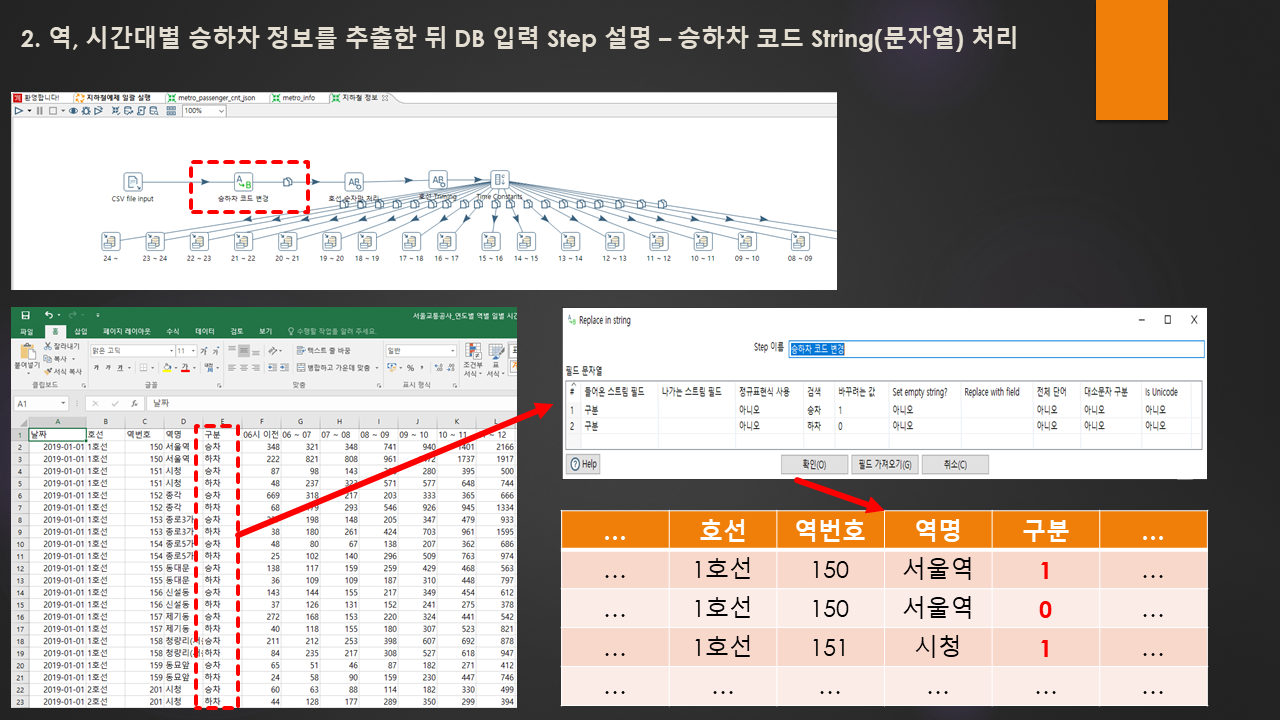 2. 역, 시간대별 승하차 정보를 추출한 뒤 DB 입력 Step 설명 – 승하차 코드 String(문자열) 처리
환영합니다! 지하철예제 일괄 실행 metro_passenger_cnt_json metro_info 지하철 정보
100%
CSV file input 승하차 코드 변경 호선 숫자만 처리 호선 Triming Time Constants
24 ~ 23 ~ 24 22 ~ 23 21 ~ 22 20 ~ 21 19 ~ 20 18 ~ 19 17 ~ 18 16 ~ 17 15 ~ 16 14 ~ 15 13 ~ 14 12 ~ 13 11 ~ 12 10 ~ 11 09 ~ 10 08 ~ 09
서울교통공사_연도별 역별 일별 시간
파일 홈 삽입 페이지 레이아웃 수식 데이터 검토 보기 수행할 작업을 알려 주세요.
붙여넣기 잘라내기 복사 서식 복사
맑은 고딕 11 가 가 텍스트 줄 바꿈 일반
가 가 가 병합하고 가운데 맞춤 조건부 서식 표 서식
클립보드 글꼴 맞춤 표시 형식
A1 날짜
A B C D E F G H I J K L
1 날짜 호선 역번호 역명 구분 06시 이전 06 ~ 07 07 ~ 08 08 ~ 09 09 ~ 10 10 ~ 11 ~ 12
2 2019-01-01 1호선 150 서울역 승차 348 321 348 741 940 1401 2166
3 2019-01-01 1호선 150 서울역 하차 222 821 808 961 1737 1917
4 2019-01-01 1호선 151 시청 승차 87 98 143 280 395 500
5 2019-01-01 1호선 151 시청 하차 48 237 571 577 648 744
6 2019-01-01 1호선 152 종각 승차 669 318 217 203 333 365 666
7 2019-01-01 1호선 152 종각 하차 68 293 546 926 945 1334
8 2019-01-01 1호선 153 종로3가 승차 198 148 205 347 479 933
9 2019-01-01 1호선 153 종로3가 하차 38 180 261 424 703 961 1595
10 2019-01-01 1호선 154 종로5가 승차 48 80 67 138 207 362 686
11 2019-01-01 1호선 154 종로5가 하차 25 102 140 296 509 763 974
12 2019-01-01 1호선 155 동대문 승차 138 117 159 259 429 468 563
13 2019-01-01 1호선 155 동대문 하차 36 109 109 187 310 448 797
14 2019-01-01 1호선 156 신설동 승차 143 144 155 217 349 454 612
15 2019-01-01 1호선 156 신설동 하차 37 126 131 152 241 275 378
16 2019-01-01 1호선 157 제기동 승차 272 168 153 220 324 441 542
17 2019-01-01 1호선 157 제기동 하차 40 118 155 180 307 523 821
18 2019-01-01 1호선 158 청량리( 승차 211 212 253 398 607 692 878
19 2019-01-01 1호선 158 청량리( 하차 84 235 217 308 527 618 947
20 2019-01-01 1호선 159 동묘앞 승차 65 51 46 87 182 271 412
21 2019-01-01 1호선 159 동묘앞 하차 24 58 90 159 230 447 746
22 2019-01-01 2호선 201 시청 승차 60 63 88 114 182 330 499
23 2019-01-01 2호선 201 시청 하차 44 128 177 289 350 299 394
Replace in string
Step 이름 승하차 코드 변경
필드 문자열
# 들어온 스트림 필드 나가는 스트림 필드 정규표현식 사용 검색 바꾸려는 값 Set empty string? Replace with field 전체 단어 대소문자 구분 Is Unicode
1 구분 아니오 승차 1 아니오 아니오 아니오 아니오
2 구분 아니오 하차 0 아니오 아니오 아니오 아니오
Help 확인(O) 필드 가져오기(G) 취소(C)
... 호선 역번호 역명 구분 ...
... 1호선 150 서울역 1 ...
... 1호선 150 서울역 0 ...
... 1호선 151 시청 1 ...
... ... ... ... ... ...